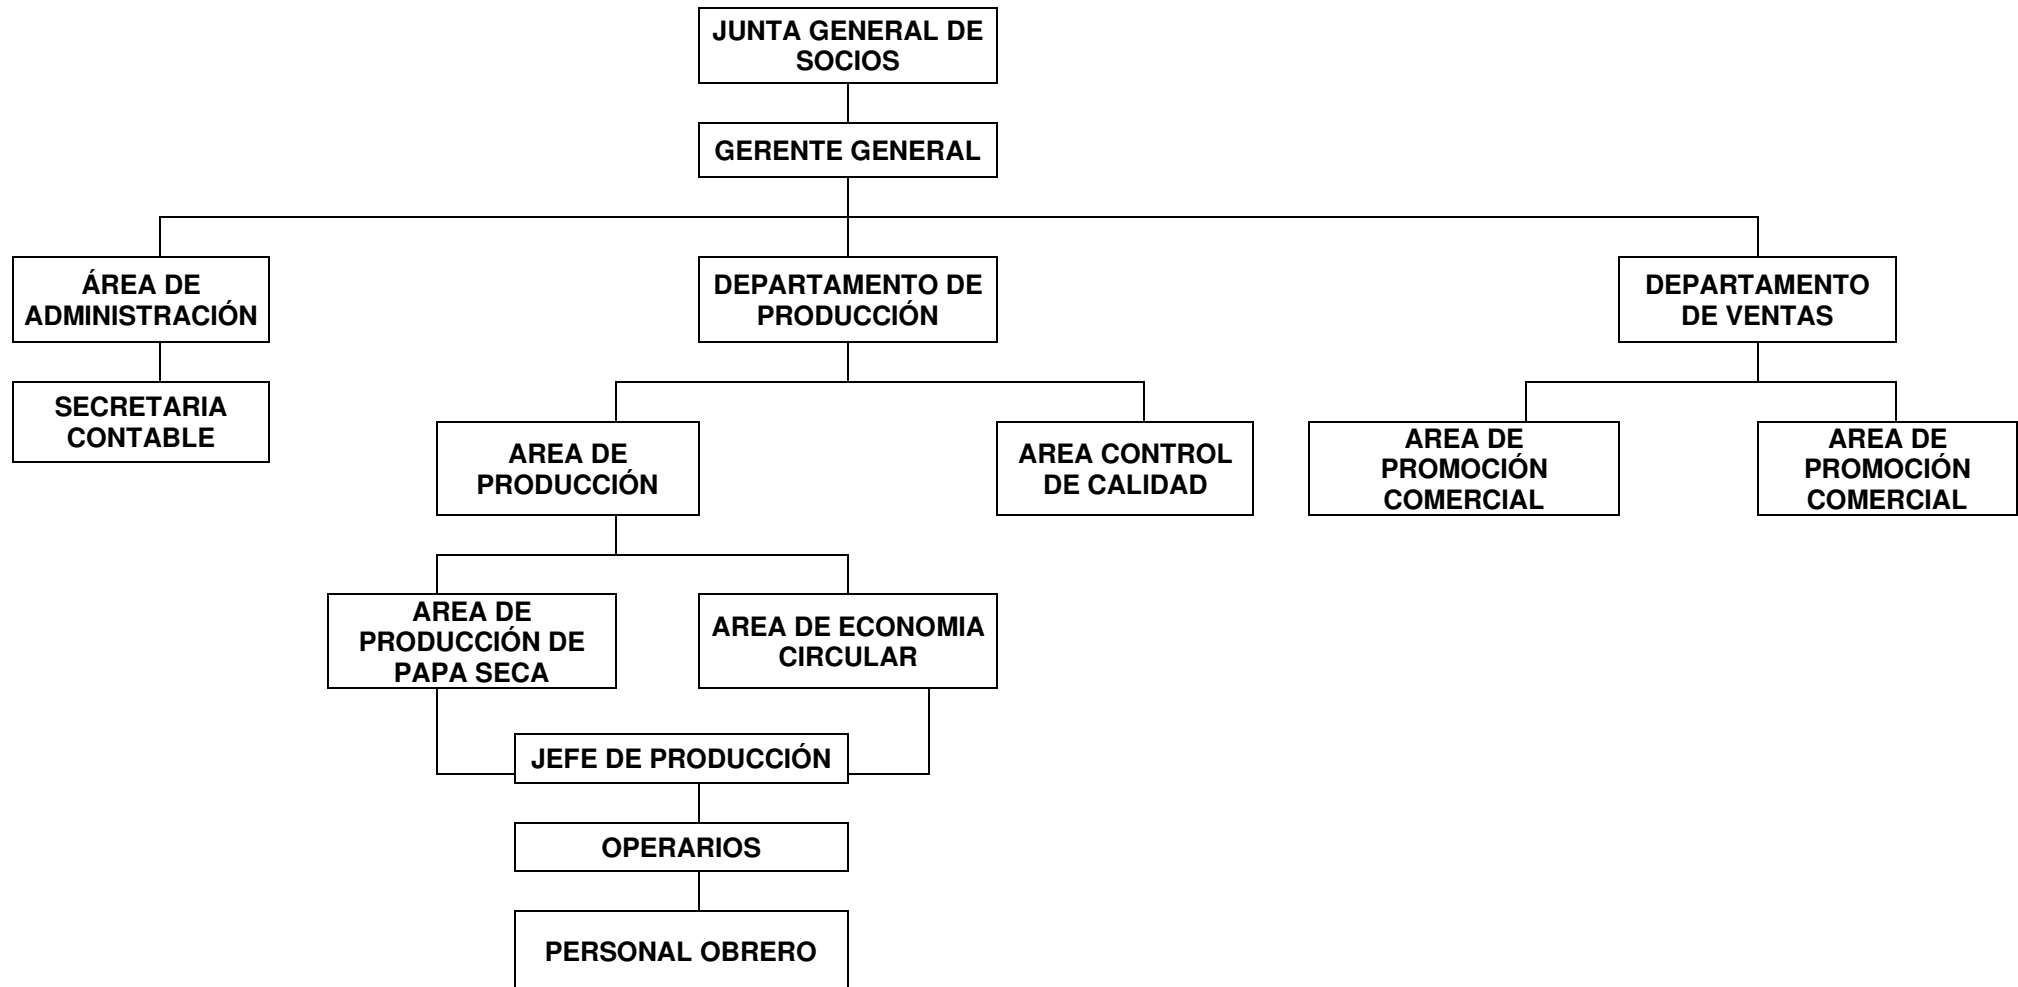 JUNTA GENERAL DE
SOCIOS
GERENTE GENERAL
ÁREA DE
ADMINISTRACIÓN
DEPARTAMENTO DE
PRODUCCIÓN
DEPARTAMENTO
DE VENTAS
SECRETARIA
CONTABLE
AREA DE
PRODUCCIÓN
AREA CONTROL
DE CALIDAD
AREA DE
PROMOCIÓN
COMERCIAL
AREA DE
PROMOCIÓN
COMERCIAL
AREA DE
PRODUCCIÓN DE
PAPA SECA
AREA DE ECONOMIA
CIRCULAR
JEFE DE PRODUCCIÓN
OPERARIOS
PERSONAL OBRERO